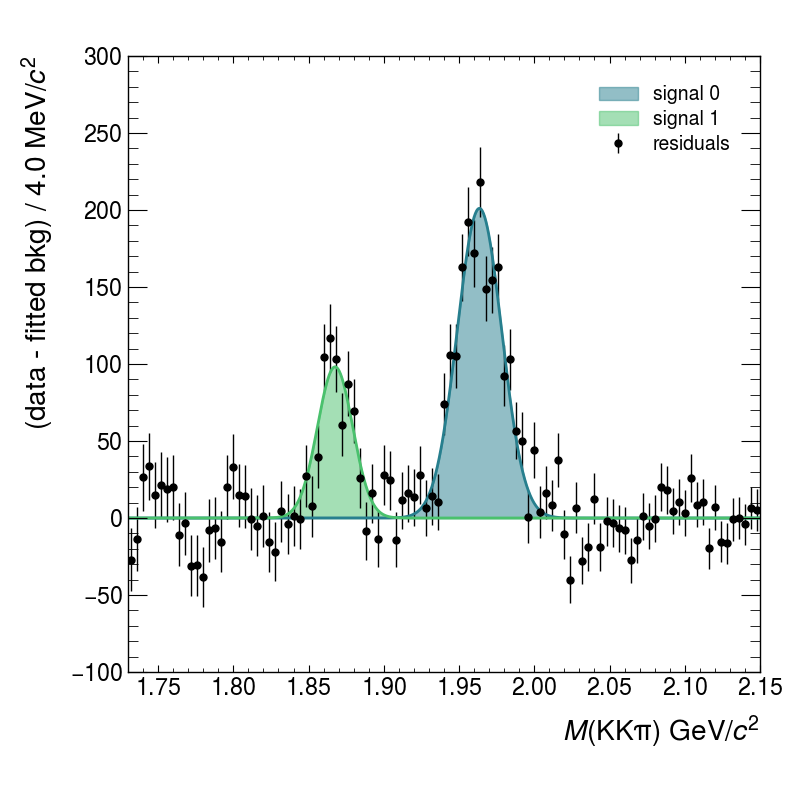 300
250
200
150
100
50
0
−50
−100
(data - fitted bkg) / 4.0 MeV/c²
signal 0
signal 1
residuals
1.75 1.80 1.85 1.90 1.95 2.00 2.05 2.10 2.15
M(KKπ) GeV/c²